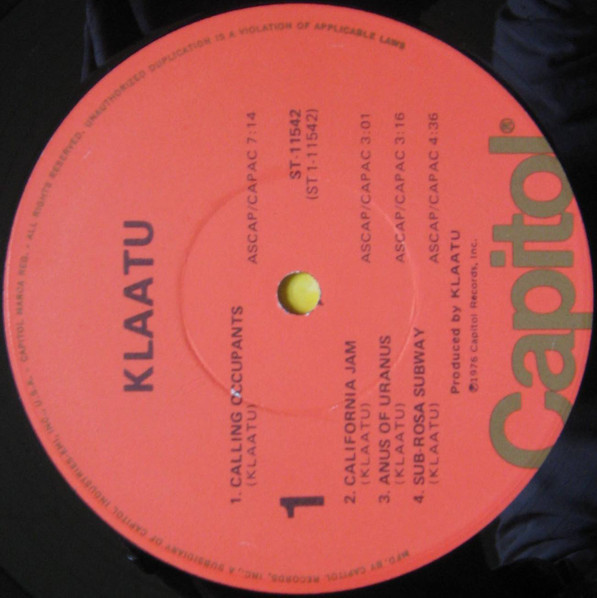 KLAATU
1. CALLING OCCUPANTS ASCAP/CAPAC 7:14
(KLAATU)
1
ST-11542
(ST1-11542)
2. CALIFORNIA JAM ASCAP/CAPAC 3:01
(KLAATU)
3. ANUS OF URANUS ASCAP/CAPAC 3:16
(KLAATU)
4. SUB-ROSA SUBWAY ASCAP/CAPAC 4:36
(KLAATU)
Produced by KLAATU
℗1976 Capitol Records, Inc.
Capitol®
MFD. BY CAPITOL RECORDS, INC., A SUBSIDIARY OF CAPITOL INDUSTRIES-EMI, INC., U.S.A. • CAPITOL MARCA REG. • ALL RIGHTS RESERVED. UNAUTHORIZED DUPLICATION IS A VIOLATION OF APPLICABLE LAWS